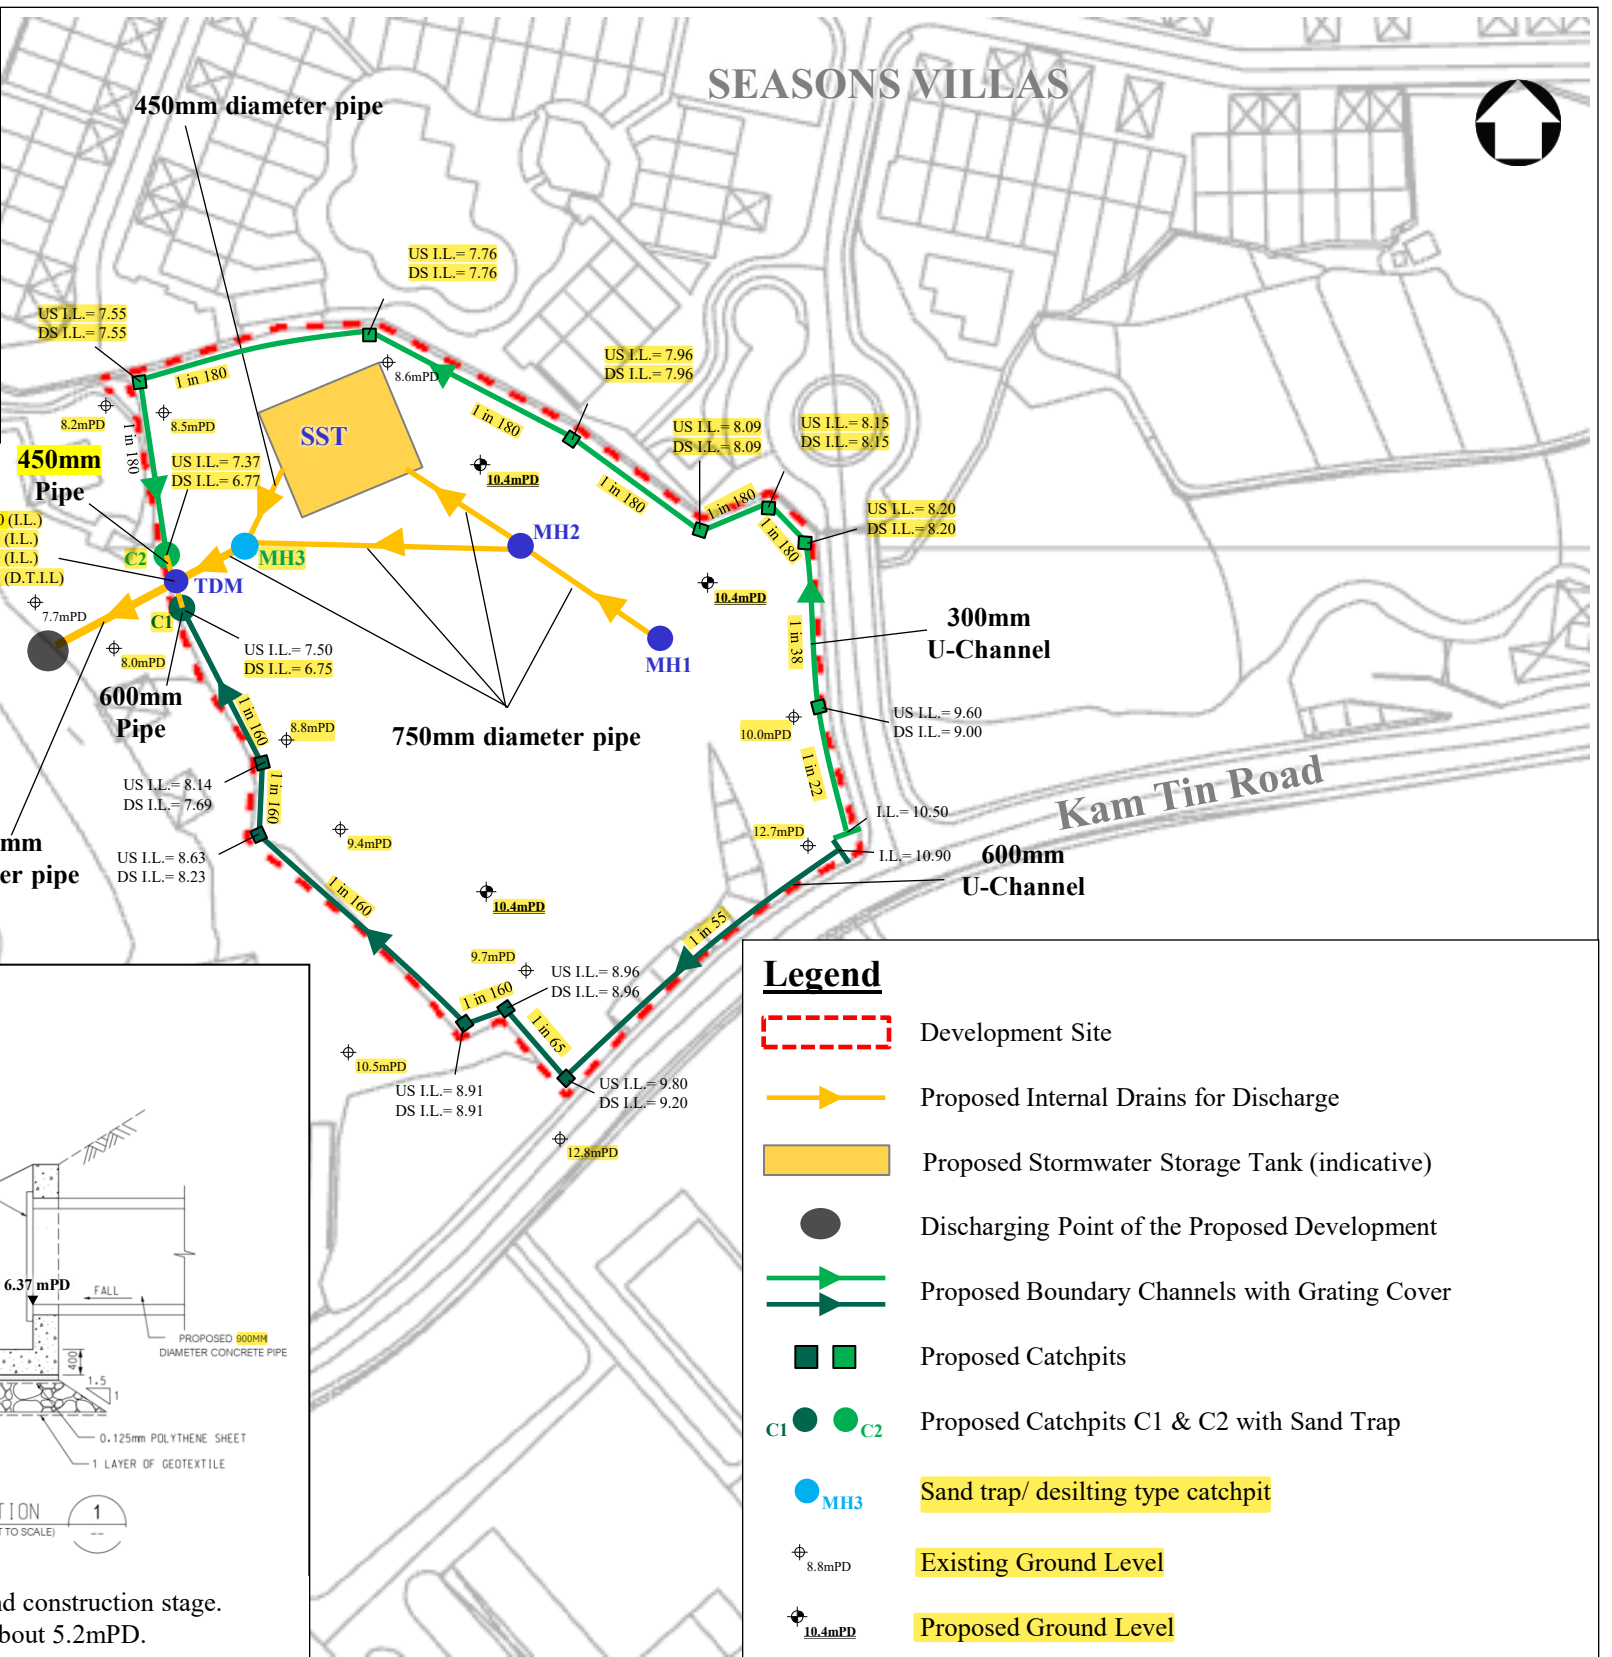 SEASONS VILLAS
450mm diameter pipe
US I.L.= 7.76
DS I.L.= 7.76
US I.L.= 7.55
DS I.L.= 7.55
US I.L.= 7.96
DS I.L.= 7.96
1 in 180
8.6mPD
1 in 180
8.2mPD
8.5mPD
1 in 180
US I.L.= 8.09
DS I.L.= 8.09
US I.L.= 8.15
DS I.L.= 8.15
SST
450mm
Pipe
US I.L.= 7.37
DS I.L.= 6.77
10.4mPD
1 in 180
1 in 180
1 in 180
US I.L.= 8.20
DS I.L.= 8.20
0 (I.L.)
(I.L.)
(I.L.)
(D.T.I.L)
C2
MH3
MH2
TDM
7.7mPD
C1
10.4mPD
300mm
U-Channel
1 in 38
8.0mPD
US I.L.= 7.50
DS I.L.= 6.75
MH1
600mm
Pipe
1 in 160
8.8mPD
750mm diameter pipe
10.0mPD
US I.L.= 9.60
DS I.L.= 9.00
1 in 22
Kam Tin Road
US I.L.= 8.14
DS I.L.= 7.69
1 in 160
I.L.= 10.50
12.7mPD
mm
er pipe
9.4mPD
US I.L.= 8.63
DS I.L.= 8.23
I.L.= 10.90
600mm
U-Channel
1 in 160
10.4mPD
1 in 55
9.7mPD
US I.L.= 8.96
DS I.L.= 8.96
1 in 160
1 in 65
10.5mPD
US I.L.= 8.91
DS I.L.= 8.91
US I.L.= 9.80
DS I.L.= 9.20
12.8mPD
Legend
Development Site
Proposed Internal Drains for Discharge
Proposed Stormwater Storage Tank (indicative)
Discharging Point of the Proposed Development
Proposed Boundary Channels with Grating Cover
Proposed Catchpits
C1
C2
Proposed Catchpits C1 & C2 with Sand Trap
MH3
Sand trap/ desilting type catchpit
8.8mPD
Existing Ground Level
10.4mPD
Proposed Ground Level
6.37 mPD
FALL
PROPOSED 900MM
DIAMETER CONCRETE PIPE
400
1.5
1
0.125mm POLYTHENE SHEET
1 LAYER OF GEOTEXTILE
TION
1
--
T TO SCALE)
nd construction stage.
bout 5.2mPD.